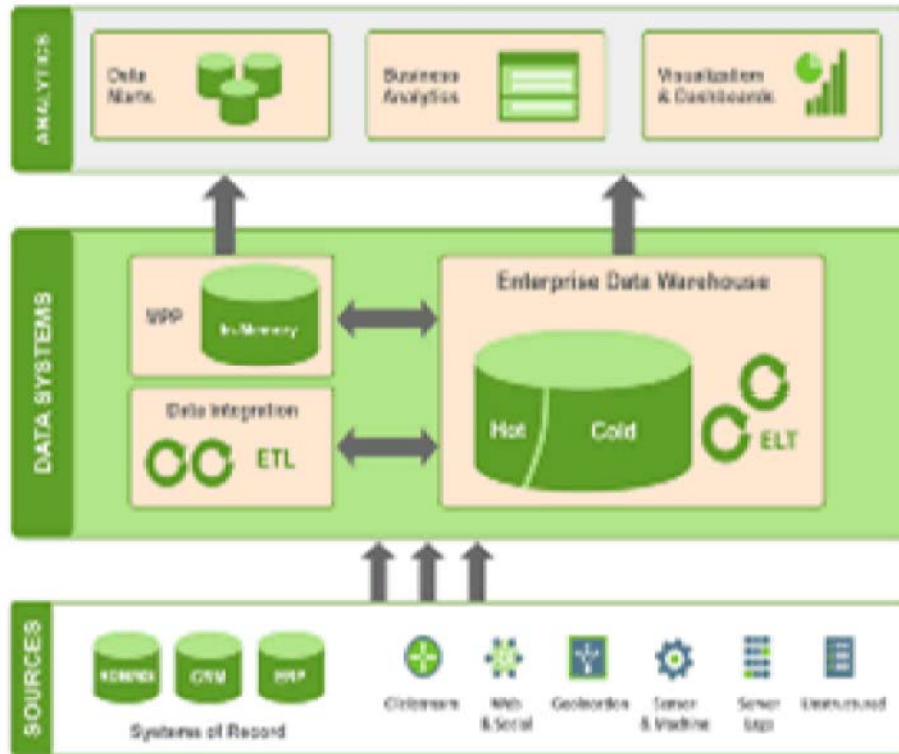 ANALYTICS
Data
Marts
Business
Analytics
Visualization
& Dashboards
DATA SYSTEMS
MPP
In-Memory
Enterprise Data Warehouse
Hot
Cold
ELT
Data Integration
ETL
SOURCES
CRM
ERP
Systems of Record
Clickstream
Web
& Social
Geolocation
Sensor
& Machine
Server
Logs
Unstructured